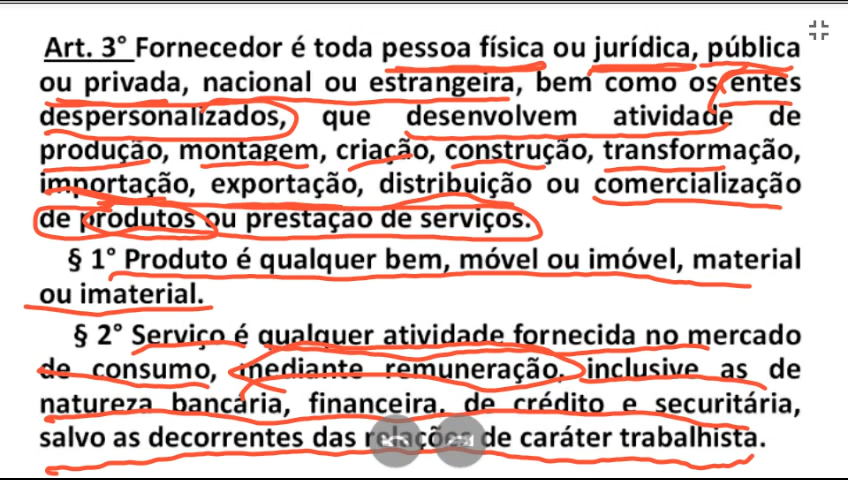 Art. 3° Fornecedor é toda pessoa física ou jurídica, pública
ou privada, nacional ou estrangeira, bem como os entes
despersonalizados, que desenvolvem atividade de
produção, montagem, criação, construção, transformação,
importação, exportação, distribuição ou comercialização
de produtos ou prestação de serviços.
§ 1° Produto é qualquer bem, móvel ou imóvel, material
ou imaterial.
§ 2° Serviço é qualquer atividade fornecida no mercado
de consumo, mediante remuneração, inclusive as de
natureza bancária, financeira, de crédito e securitária,
salvo as decorrentes das relações de caráter trabalhista.